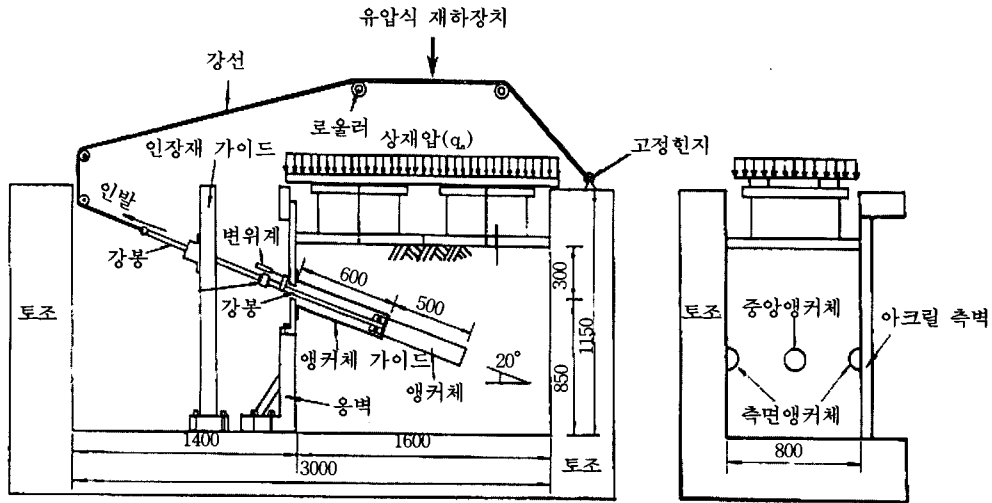 유압식 재하장치
강선
로울러
인장재 가이드
상재압(qₛ)
고정힌지
인발
변위계
강봉
600
500
300
토조
강봉
중앙앵커체
토조
아크릴 측벽
1150
앵커체 가이드
20°
850
앵커체
측면앵커체
옹벽
1400
1600
800
3000
토조